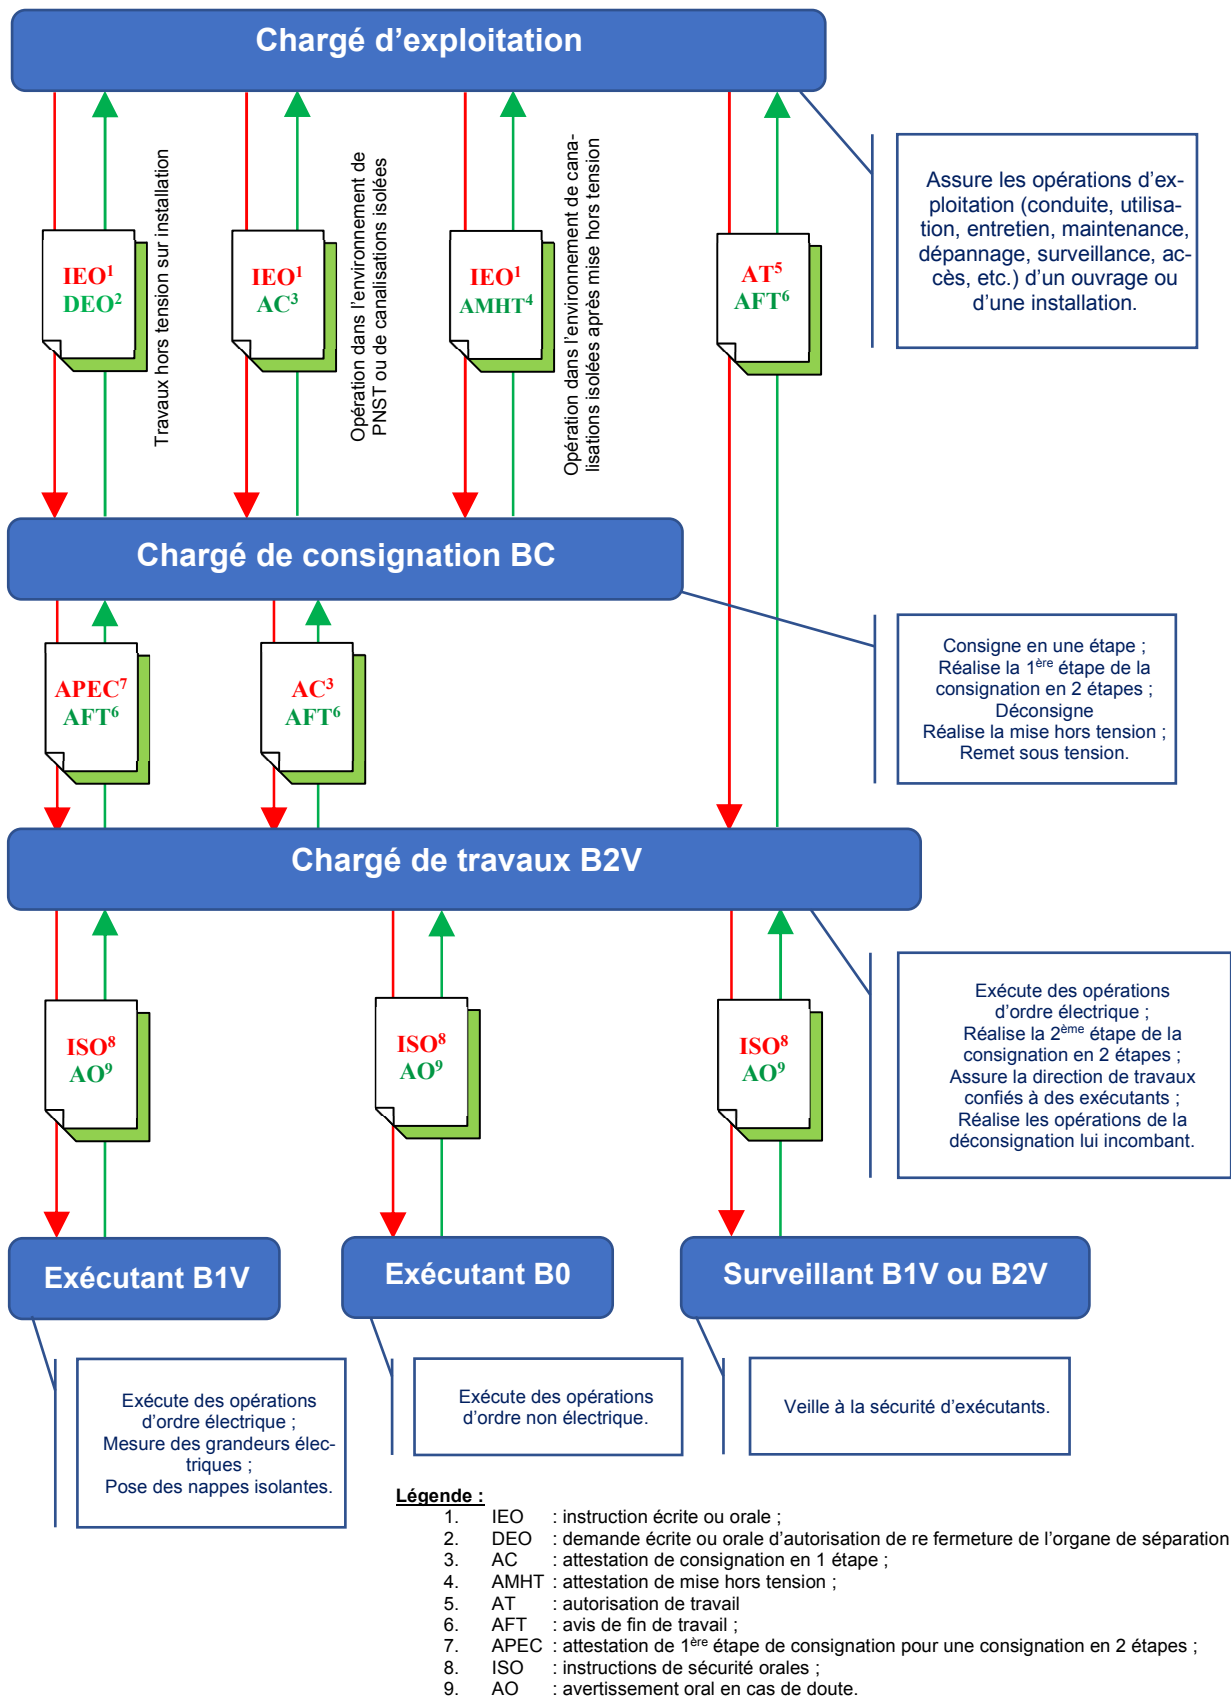 Chargé d'exploitation
Assure les opérations d'ex-
ploitation (conduite, utilisa-
tion, entretien, maintenance,
dépannage, surveillance, ac-
cès, etc.) d'un ouvrage ou
d'une installation.
IEO1
DEO2
Travaux hors tension sur installation
IEO1
AC3
Opération dans l'environnement de
PNST ou de canalisations isolées
IEO1
AMHT4
Opération dans l'environnement de cana-
lisations isolées après mise hors tension
AT5
AFT6
Chargé de consignation BC
Consigne en une étape ;
Réalise la 1ère étape de la
consignation en 2 étapes ;
Déconsigne
Réalise la mise hors tension ;
Remet sous tension.
APEC7
AFT6
AC3
AFT6
Chargé de travaux B2V
Exécute des opérations
d'ordre électrique ;
Réalise la 2ème étape de la
consignation en 2 étapes ;
Assure la direction de travaux
confiés à des exécutants ;
Réalise les opérations de la
déconsignation lui incombant.
ISO8
AO9
ISO8
AO9
ISO8
AO9
Exécutant B1V
Exécutant B0
Surveillant B1V ou B2V
Exécute des opérations
d'ordre électrique ;
Mesure des grandeurs élec-
triques ;
Pose des nappes isolantes.
Exécute des opérations
d'ordre non électrique.
Veille à la sécurité d'exécutants.
Légende :
1. IEO : instruction écrite ou orale ;
2. DEO : demande écrite ou orale d'autorisation de re fermeture de l'organe de séparation
3. AC : attestation de consignation en 1 étape ;
4. AMHT : attestation de mise hors tension ;
5. AT : autorisation de travail
6. AFT : avis de fin de travail ;
7. APEC : attestation de 1ère étape de consignation pour une consignation en 2 étapes ;
8. ISO : instructions de sécurité orales ;
9. AO : avertissement oral en cas de doute.